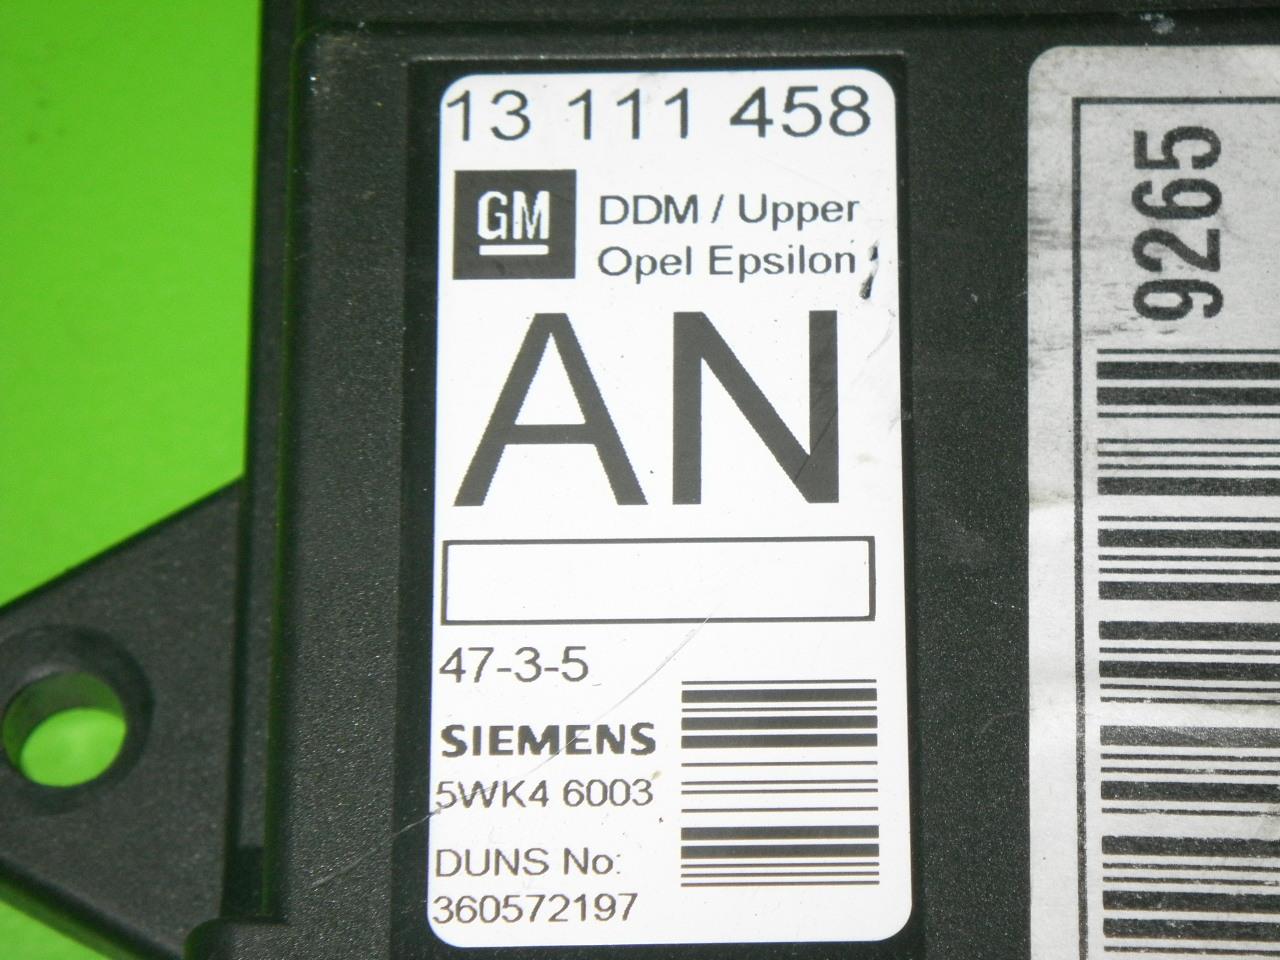 13 111 458
GM
DDM / Upper
Opel Epsilon
AN
47-3-5
SIEMENS
5WK4 6003
DUNS No:
360572197
9265